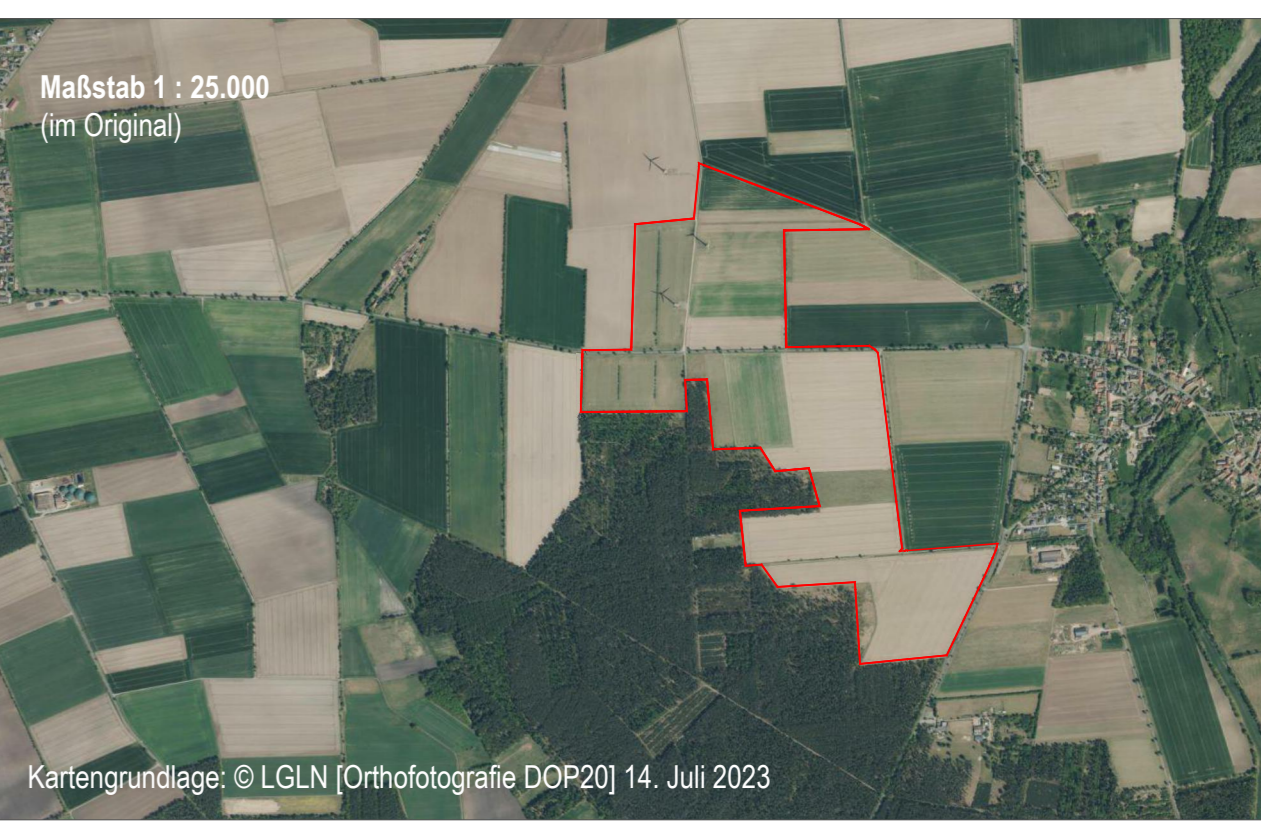 Maßstab 1 : 25.000
(im Original)
Kartengrundlage: © LGLN [Orthofotografie DOP20] 14. Juli 2023